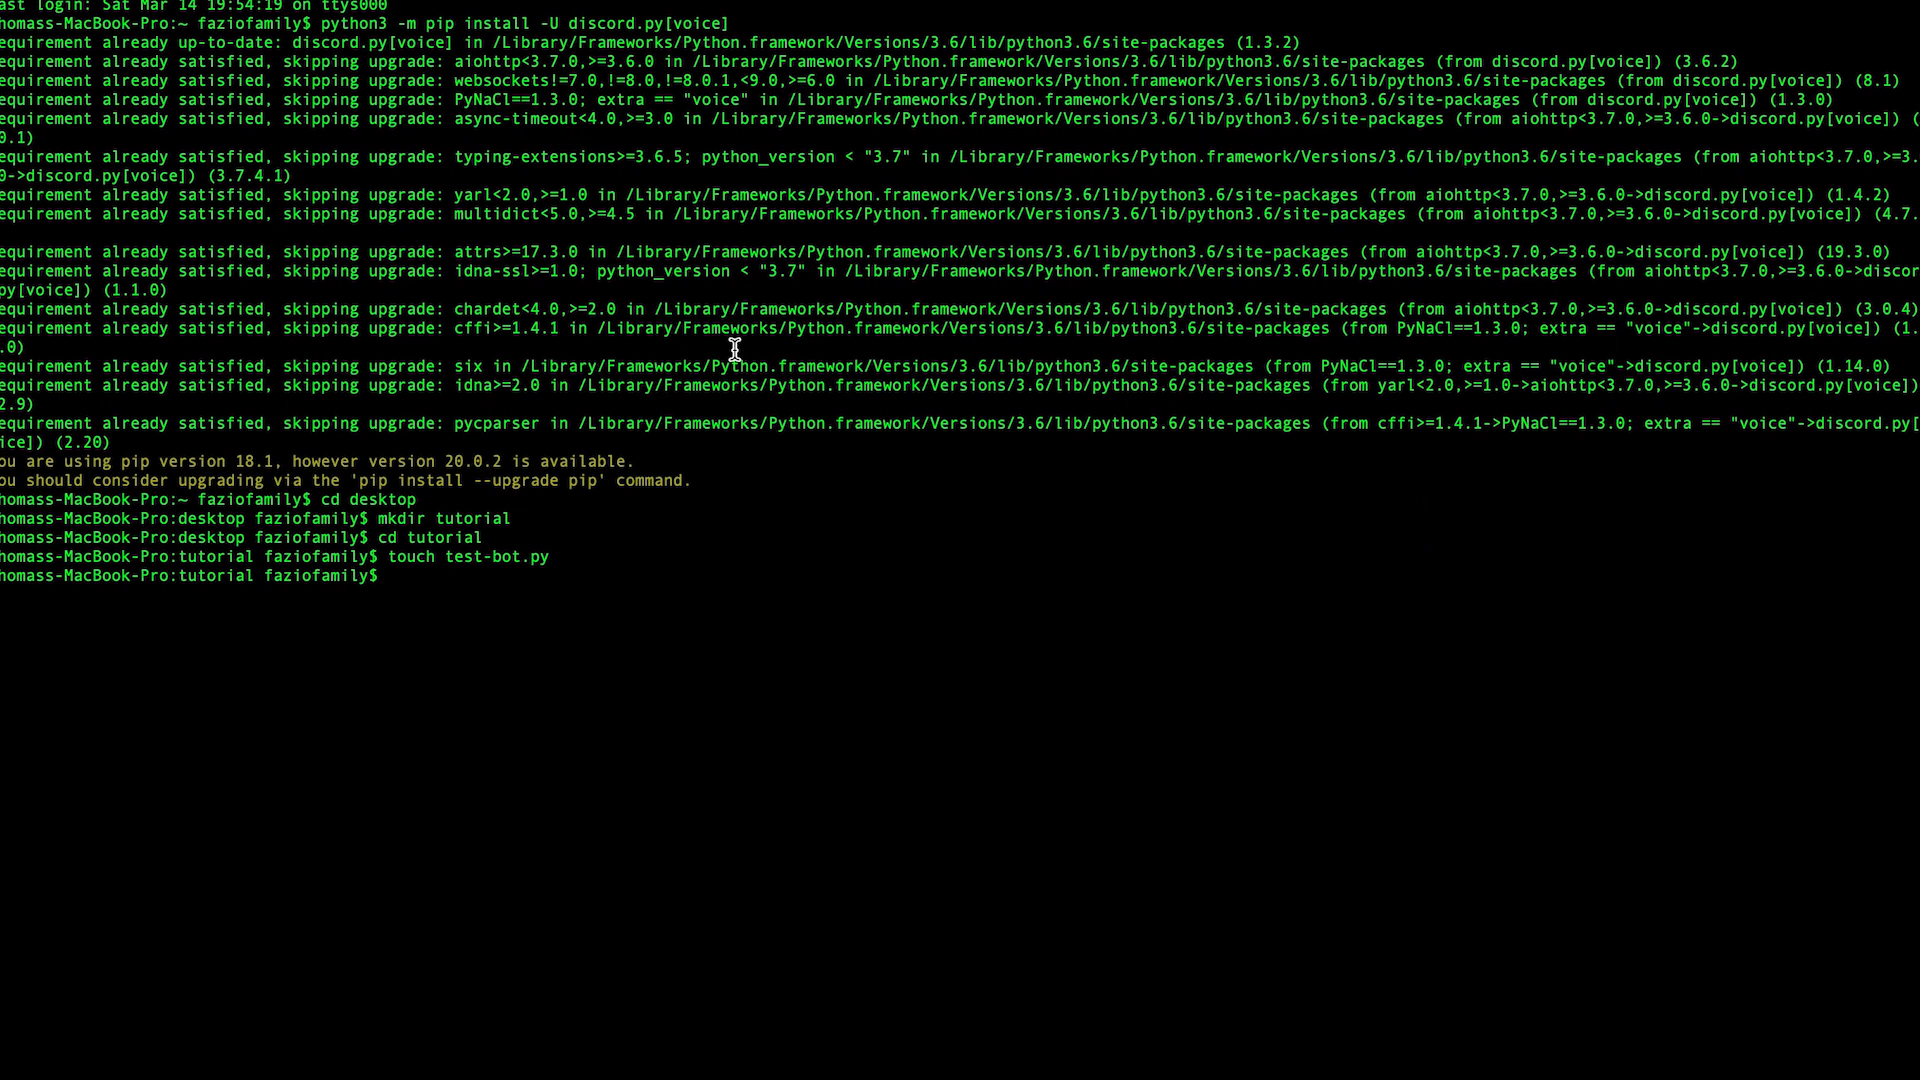 ast login: Sat Mar 14 19:54:19 on ttys000
homass-MacBook-Pro:~ faziofamily$ python3 -m pip install -U discord.py[voice]
equirement already up-to-date: discord.py[voice] in /Library/Frameworks/Python.framework/Versions/3.6/lib/python3.6/site-packages (1.3.2)
equirement already satisfied, skipping upgrade: aiohttp<3.7.0,>=3.6.0 in /Library/Frameworks/Python.framework/Versions/3.6/lib/python3.6/site-packages (from discord.py[voice]) (3.6.2)
equirement already satisfied, skipping upgrade: websockets!=7.0,!=8.0,!=8.0.1,<9.0,>=6.0 in /Library/Frameworks/Python.framework/Versions/3.6/lib/python3.6/site-packages (from discord.py[voice]) (8.1)
equirement already satisfied, skipping upgrade: PyNaCl==1.3.0; extra == "voice" in /Library/Frameworks/Python.framework/Versions/3.6/lib/python3.6/site-packages (from discord.py[voice]) (1.3.0)
equirement already satisfied, skipping upgrade: async-timeout<4.0,>=3.0 in /Library/Frameworks/Python.framework/Versions/3.6/lib/python3.6/site-packages (from aiohttp<3.7.0,>=3.6.0->discord.py[voice]) (
0.1)
equirement already satisfied, skipping upgrade: typing-extensions>=3.6.5; python_version < "3.7" in /Library/Frameworks/Python.framework/Versions/3.6/lib/python3.6/site-packages (from aiohttp<3.7.0,>=3.
0->discord.py[voice]) (3.7.4.1)
equirement already satisfied, skipping upgrade: yarl<2.0,>=1.0 in /Library/Frameworks/Python.framework/Versions/3.6/lib/python3.6/site-packages (from aiohttp<3.7.0,>=3.6.0->discord.py[voice]) (1.4.2)
equirement already satisfied, skipping upgrade: multidict<5.0,>=4.5 in /Library/Frameworks/Python.framework/Versions/3.6/lib/python3.6/site-packages (from aiohttp<3.7.0,>=3.6.0->discord.py[voice]) (4.7.
equirement already satisfied, skipping upgrade: attrs>=17.3.0 in /Library/Frameworks/Python.framework/Versions/3.6/lib/python3.6/site-packages (from aiohttp<3.7.0,>=3.6.0->discord.py[voice]) (19.3.0)
equirement already satisfied, skipping upgrade: idna-ssl>=1.0; python_version < "3.7" in /Library/Frameworks/Python.framework/Versions/3.6/lib/python3.6/site-packages (from aiohttp<3.7.0,>=3.6.0->discor
py[voice]) (1.1.0)
equirement already satisfied, skipping upgrade: chardet<4.0,>=2.0 in /Library/Frameworks/Python.framework/Versions/3.6/lib/python3.6/site-packages (from aiohttp<3.7.0,>=3.6.0->discord.py[voice]) (3.0.4)
equirement already satisfied, skipping upgrade: cffi>=1.4.1 in /Library/Frameworks/Python.framework/Versions/3.6/lib/python3.6/site-packages (from PyNaCl==1.3.0; extra == "voice"->discord.py[voice]) (1.
.0)
equirement already satisfied, skipping upgrade: six in /Library/Frameworks/Python.framework/Versions/3.6/lib/python3.6/site-packages (from PyNaCl==1.3.0; extra == "voice"->discord.py[voice]) (1.14.0)
equirement already satisfied, skipping upgrade: idna>=2.0 in /Library/Frameworks/Python.framework/Versions/3.6/lib/python3.6/site-packages (from yarl<2.0,>=1.0->aiohttp<3.7.0,>=3.6.0->discord.py[voice])
2.9)
equirement already satisfied, skipping upgrade: pycparser in /Library/Frameworks/Python.framework/Versions/3.6/lib/python3.6/site-packages (from cffi>=1.4.1->PyNaCl==1.3.0; extra == "voice"->discord.py[
ice]) (2.20)
ou are using pip version 18.1, however version 20.0.2 is available.
ou should consider upgrading via the 'pip install --upgrade pip' command.
homass-MacBook-Pro:~ faziofamily$ cd desktop
homass-MacBook-Pro:desktop faziofamily$ mkdir tutorial
homass-MacBook-Pro:desktop faziofamily$ cd tutorial
homass-MacBook-Pro:tutorial faziofamily$ touch test-bot.py
homass-MacBook-Pro:tutorial faziofamily$